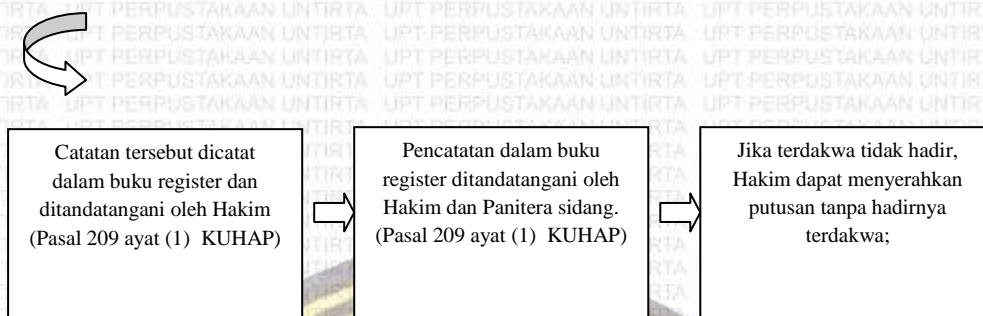 Catatan tersebut dicatat
dalam buku register dan
ditandatangani oleh Hakim
(Pasal 209 ayat (1) KUHAP)
Pencatatan dalam buku
register ditandatangani oleh
Hakim dan Panitera sidang.
(Pasal 209 ayat (1) KUHAP)
Jika terdakwa tidak hadir,
Hakim dapat menyerahkan
putusan tanpa hadirnya
terdakwa;